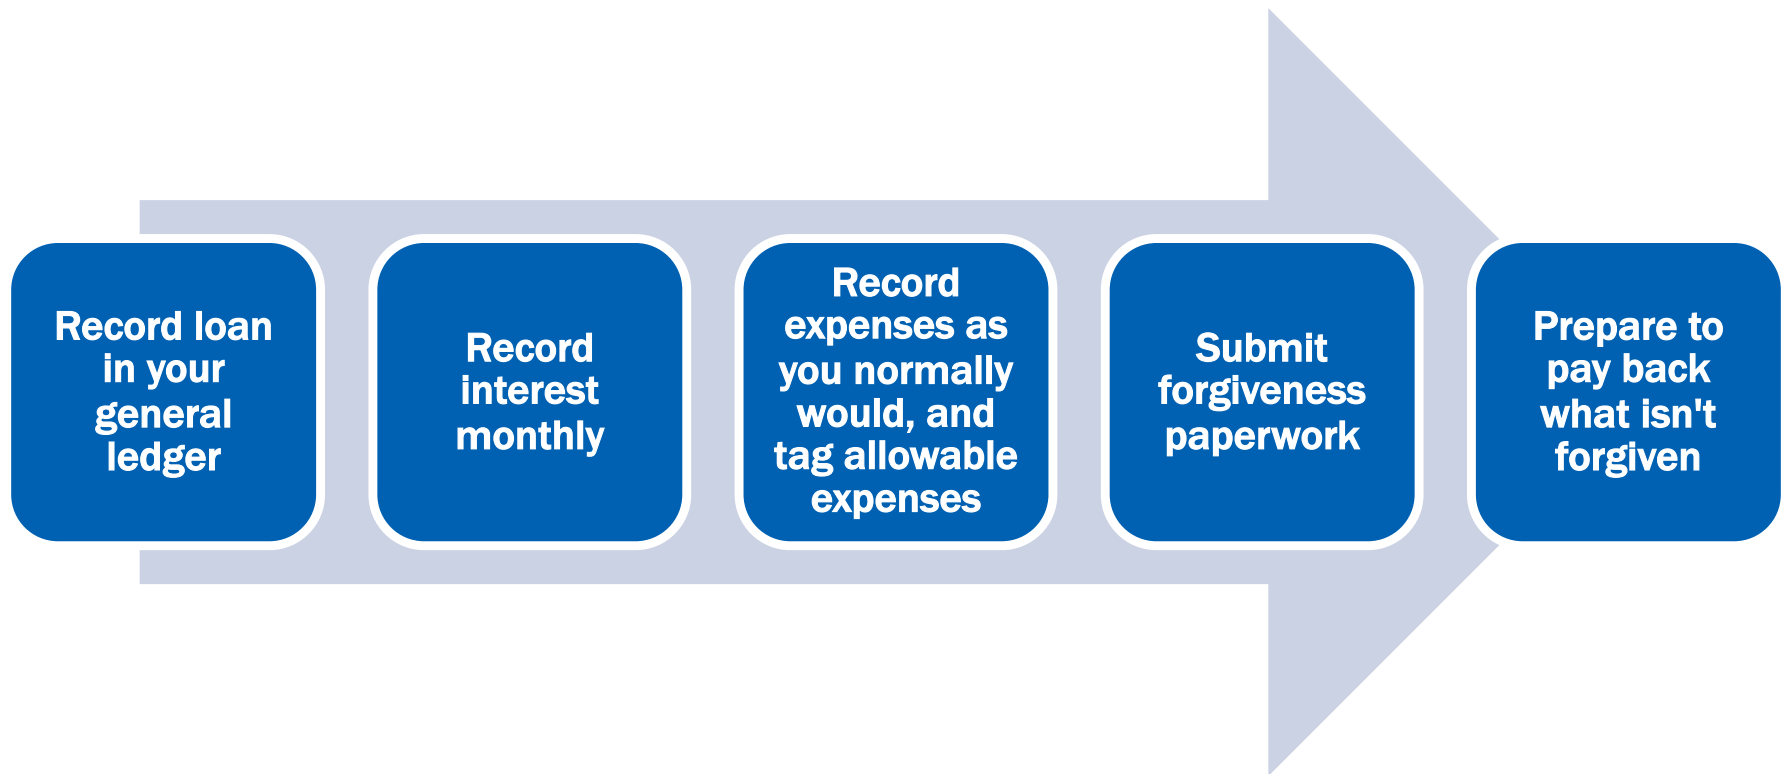 Record loan
in your
general
ledger
Record
interest
monthly
Record
expenses as
you normally
would, and
tag allowable
expenses
Submit
forgiveness
paperwork
Prepare to
pay back
what isn't
forgiven